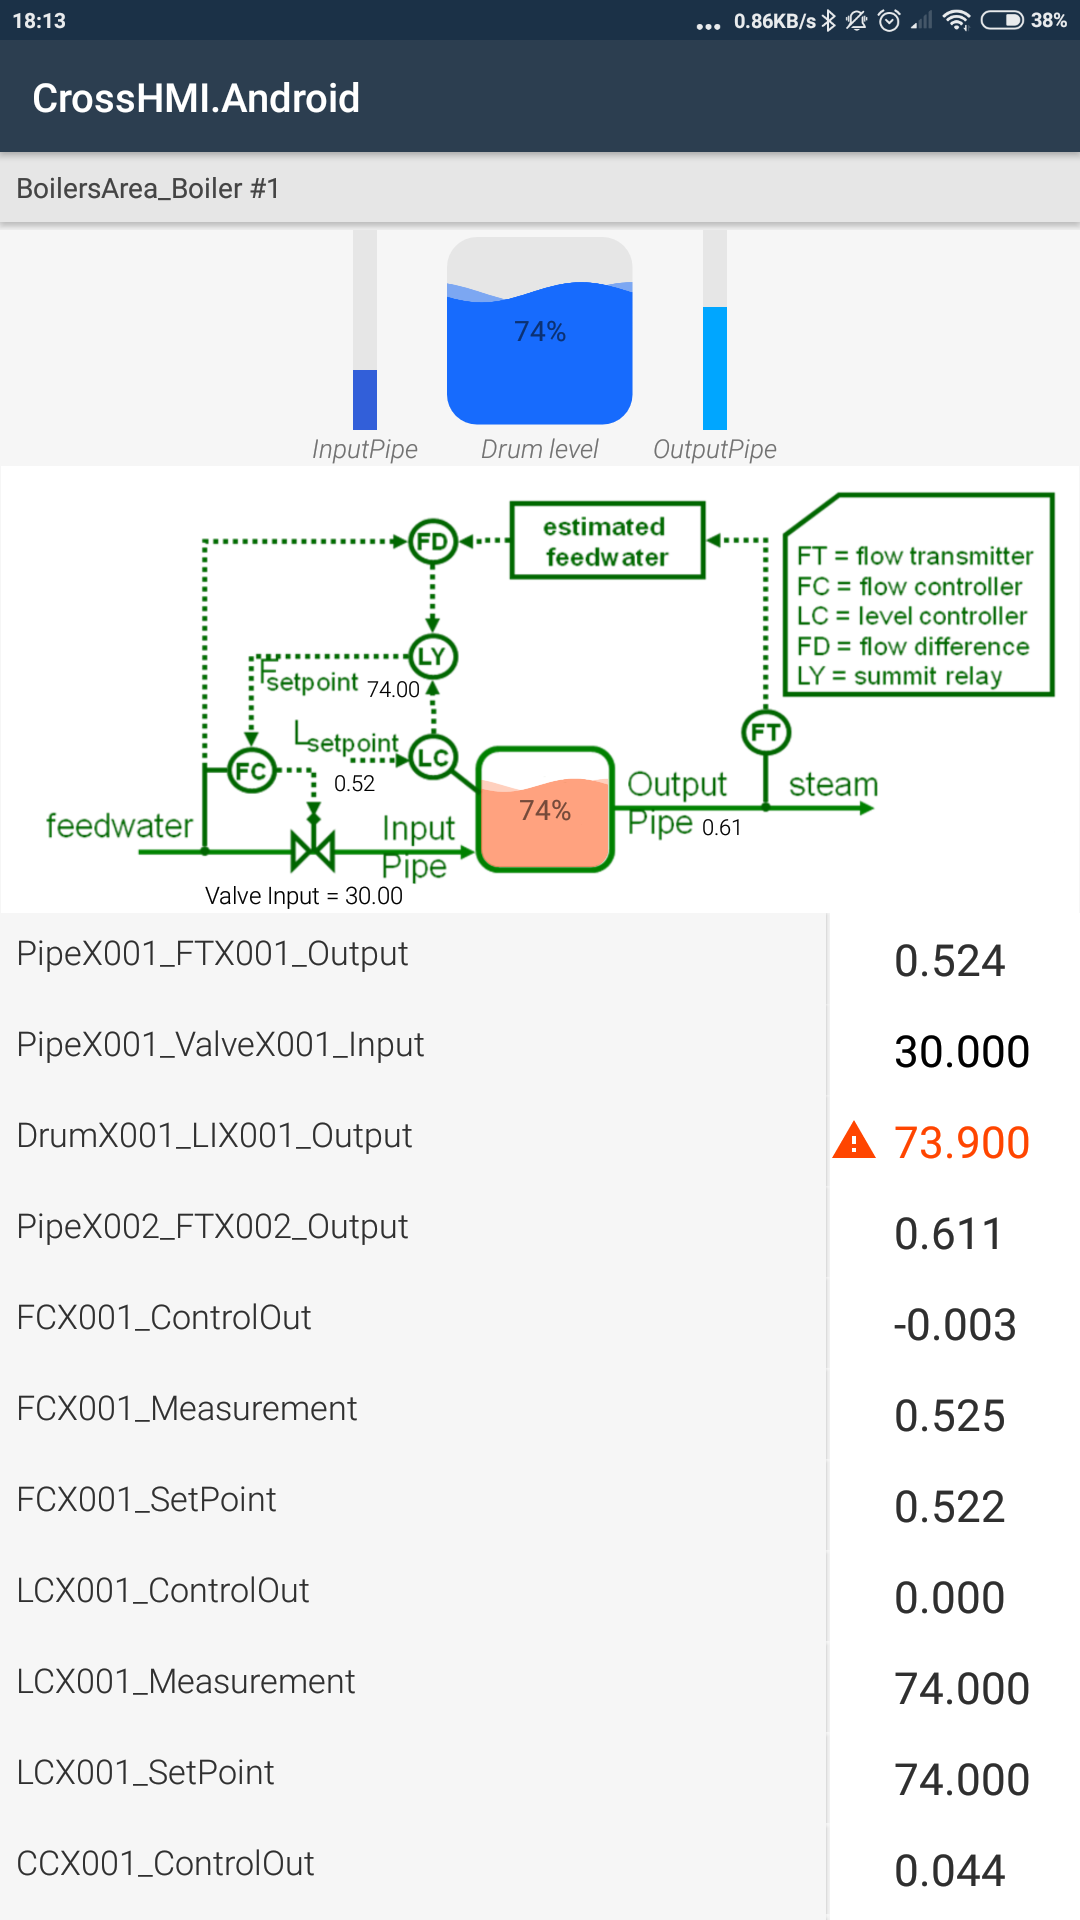 18:13
... 0.86KB/s 38%
CrossHMI.Android
BoilersArea_Boiler #1
74%
InputPipe Drum level OutputPipe
FD
estimated
feedwater
FT = flow transmitter
FC = flow controller
LC = level controller
FD = flow difference
LY = summit relay
LY
Fsetpoint 74.00
FT
Lsetpoint
LC
FC
0.52
74%
Output
Pipe 0.61
steam
feedwater
Input
Pipe
Valve Input = 30.00
PipeX001_FTX001_Output 0.524
PipeX001_ValveX001_Input 30.000
DrumX001_LIX001_Output 73.900
PipeX002_FTX002_Output 0.611
FCX001_ControlOut -0.003
FCX001_Measurement 0.525
FCX001_SetPoint 0.522
LCX001_ControlOut 0.000
LCX001_Measurement 74.000
LCX001_SetPoint 74.000
CCX001_ControlOut 0.044